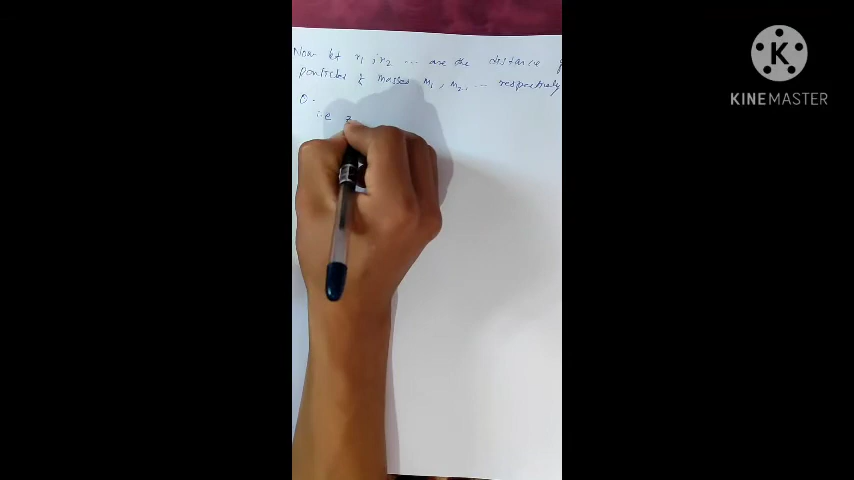 Now let r1, r2 ... are the distance
particles of masses m1, m2, ... respectively
O.
i.e
KINEMASTER